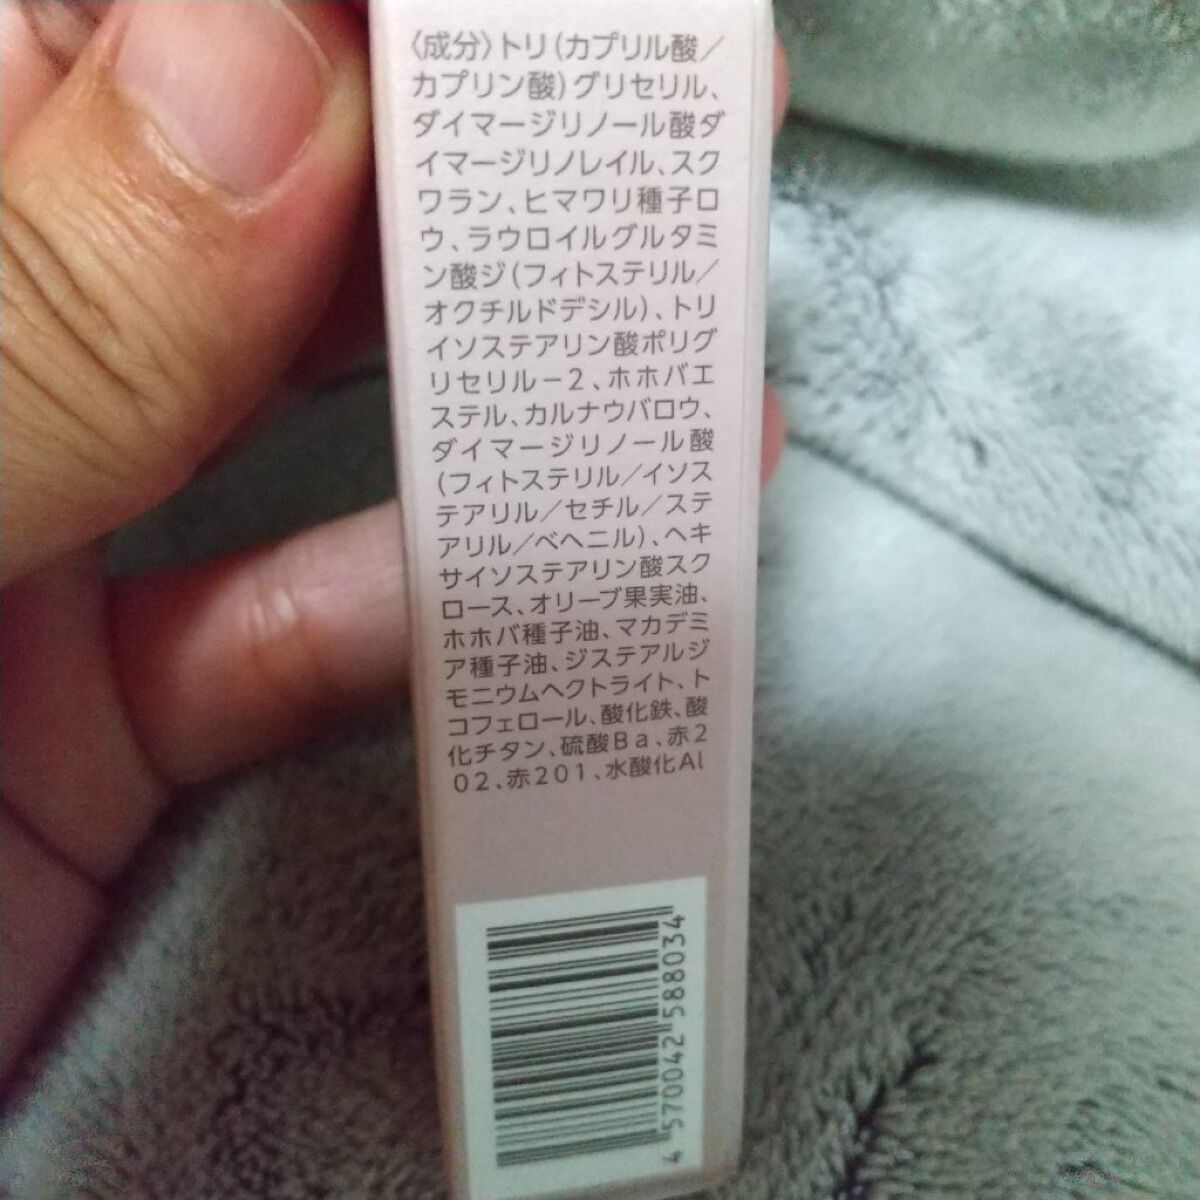 〈成分〉トリ(カプリル酸／
カプリン酸)グリセリル、
ダイマージリノール酸ダ
イマージリノレイル、スク
ワラン、ヒマワリ種子ロ
ウ、ラウロイルグルタミ
ン酸ジ(フィトステリル／
オクチルドデシル)、トリ
イソステアリン酸ポリグ
リセリル－2、ホホバエ
ステル、カルナウバロウ、
ダイマージリノール酸
(フィトステリル／イソス
テアリル／セチル／ステ
アリル／ベヘニル)、ヘキ
サイソステアリン酸スク
ロース、オリーブ果実油、
ホホバ種子油、マカデミ
ア種子油、ジステアルジ
モニウムヘクトライト、ト
コフェロール、酸化鉄、酸
化チタン、硫酸Ba、赤2
02、赤201、水酸化Al
4 570042 588034